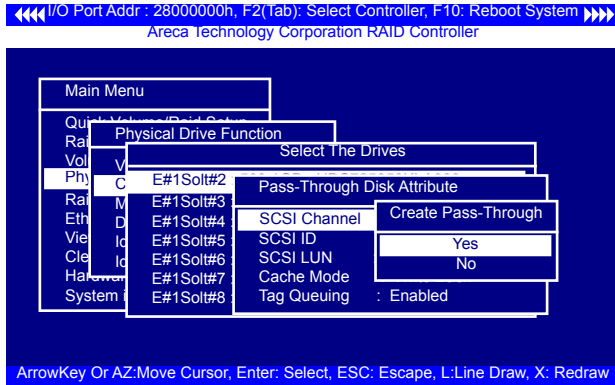 I/O Port Addr : 28000000h, F2(Tab): Select Controller, F10: Reboot System
Areca Technology Corporation RAID Controller
Main Menu
Physical Drive Function
Select The Drives
E#1Solt#2
Pass-Through Disk Attribute
E#1Solt#3
SCSI Channel
Create Pass-Through
E#1Solt#4
E#1Solt#5
SCSI ID
Yes
E#1Solt#6
SCSI LUN
No
E#1Solt#7
Cache Mode
E#1Solt#8
Tag Queuing : Enabled
System
ArrowKey Or AZ:Move Cursor, Enter: Select, ESC: Escape, L:Line Draw, X: Redraw